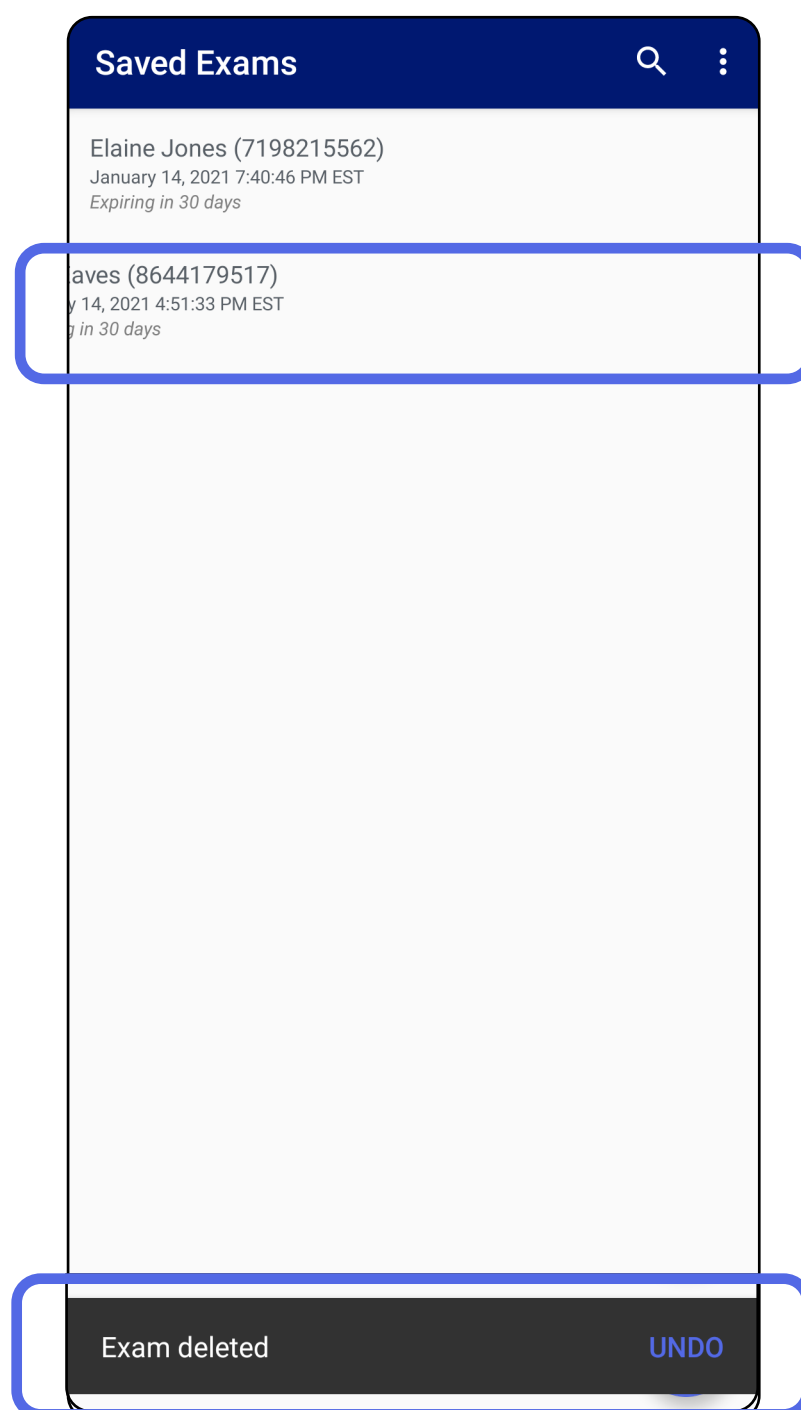 Saved Exams
Elaine Jones (7198215562)
January 14, 2021 7:40:46 PM EST
Expiring in 30 days
aves (8644179517)
y 14, 2021 4:51:33 PM EST
g in 30 days
Exam deleted UNDO